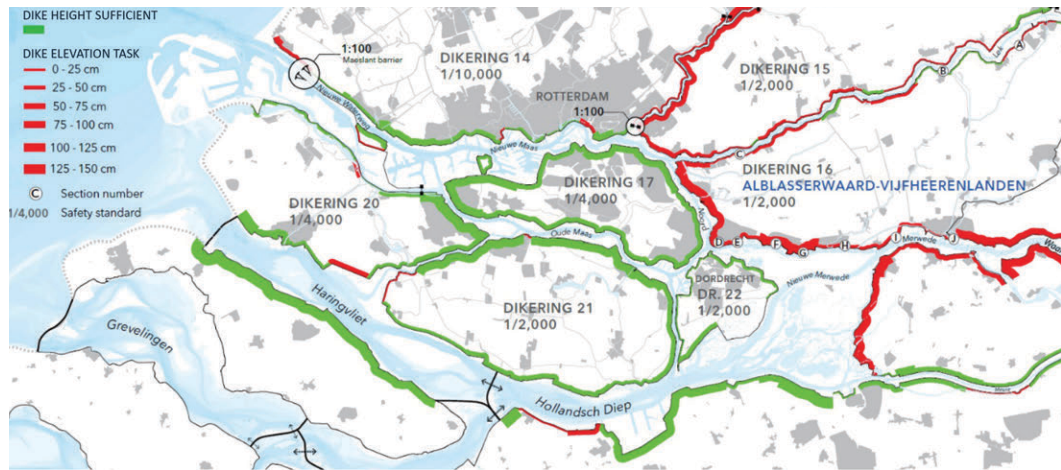 DIKE HEIGHT SUFFICIENT
DIKE ELEVATION TASK
0 - 25 cm
25 - 50 cm
50 - 75 cm
75 - 100 cm
100 - 125 cm
125 - 150 cm
C Section number
1/4,000 Safety standard
1:100
Maeslant barrier
DIKERING 14
1/10,000
DIKERING 15
1/2,000
A
B
Lek
C
ROTTERDAM
1:100
Nieuwe Waterweg
Nieuwe Maas
DIKERING 16
ALBLASSERWAARD-VIJFHEERENLANDEN
1/2,000
DIKERING 17
1/4,000
DIKERING 20
1/4,000
Noord
Oude Maas
D
E
F
G
H
I
J
Merwede
Nieuwe Merwede
DORDRECHT
DR. 22
1/2,000
DIKERING 21
1/2,000
Haringvliet
Grevelingen
Hollandsch Diep